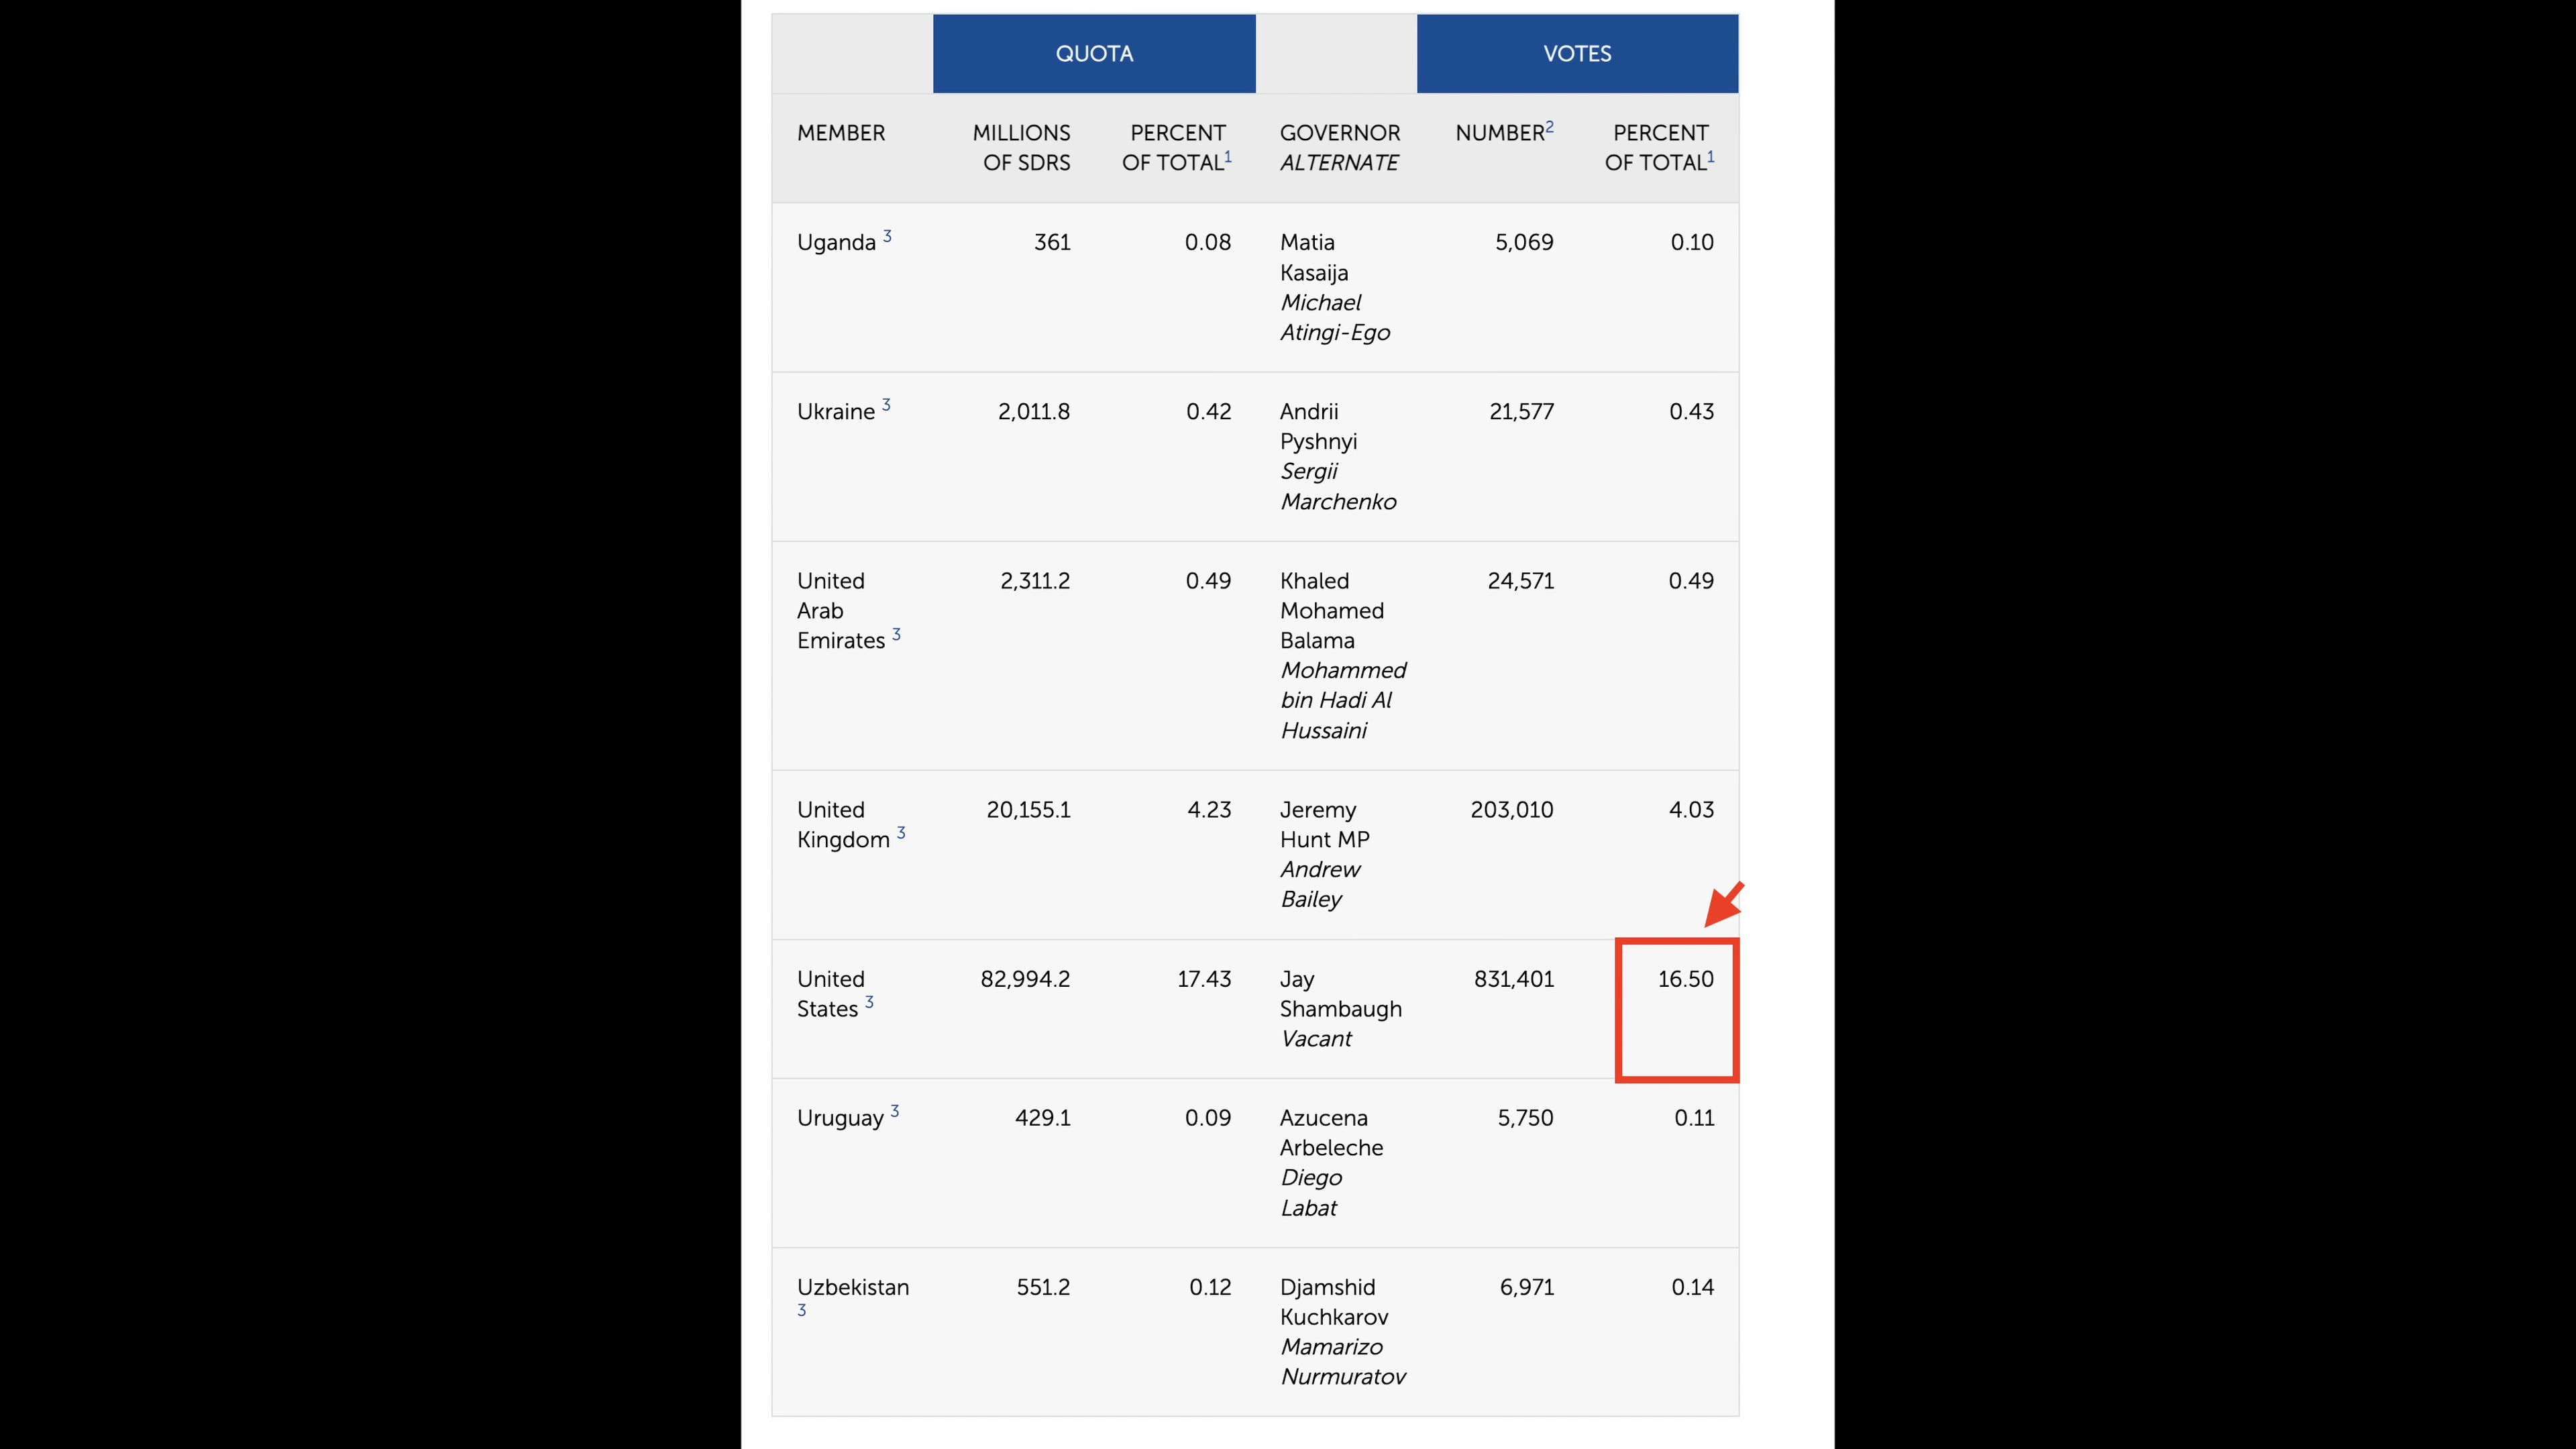 QUOTA VOTES
MEMBER MILLIONS PERCENT GOVERNOR NUMBER2 PERCENT
OF SDRS OF TOTAL1 ALTERNATE OF TOTAL1
Uganda 3 361 0.08 Matia 5,069 0.10
Kasaija
Michael
Atingi-Ego
Ukraine 3 2,011.8 0.42 Andrii 21,577 0.43
Pyshnyi
Sergii
Marchenko
United 2,311.2 0.49 Khaled 24,571 0.49
Arab Mohamed
Emirates 3 Balama
Mohammed
bin Hadi Al
Hussaini
United 20,155.1 4.23 Jeremy 203,010 4.03
Kingdom 3 Hunt MP
Andrew
Bailey
United 82,994.2 17.43 Jay 831,401 16.50
States 3 Shambaugh
Vacant
Uruguay 3 429.1 0.09 Azucena 5,750 0.11
Arbeleche
Diego
Labat
Uzbekistan 551.2 0.12 Djamshid 6,971 0.14
3 Kuchkarov
Mamarizo
Nurmuratov